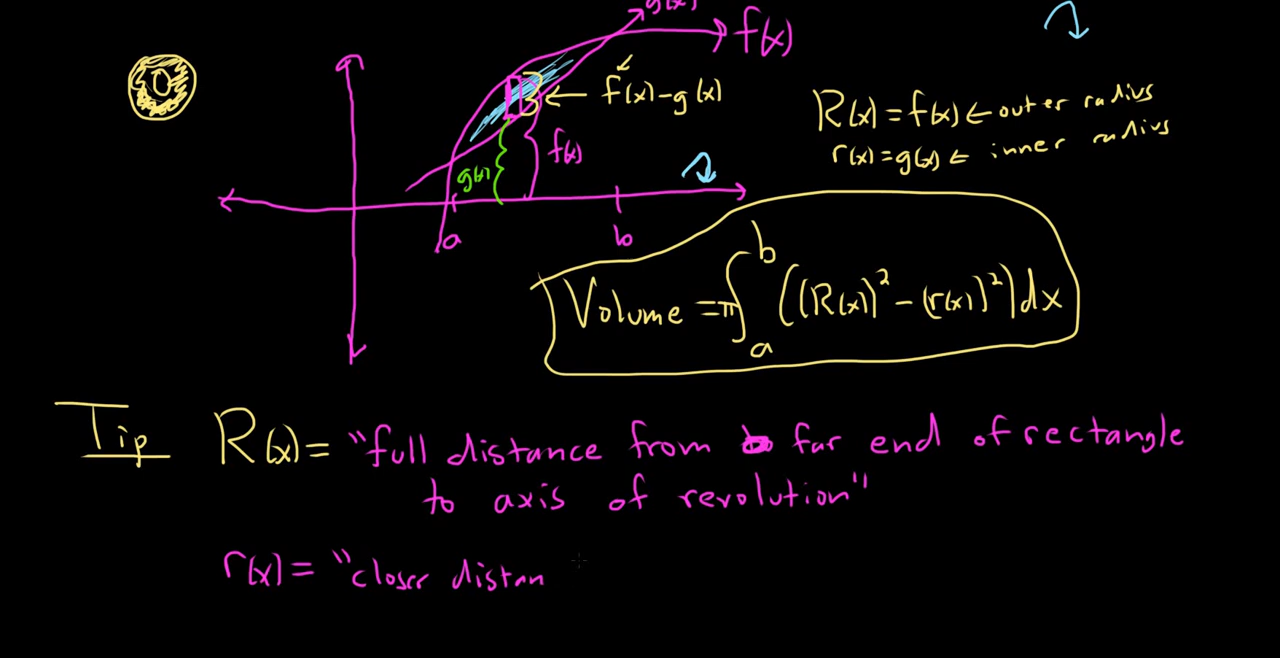 g(x)
f(x)
f(x)-g(x)
R(x)=f(x)← outer radius
r(x)=g(x)← inner radius
g(x)
f(x)
a
b
Volume = π∫ₐᵇ ((R(x))²-(r(x))²)dx
Tip R(x)= "full distance from far end of rectangle
to axis of revolution"
r(x)= "closer distan